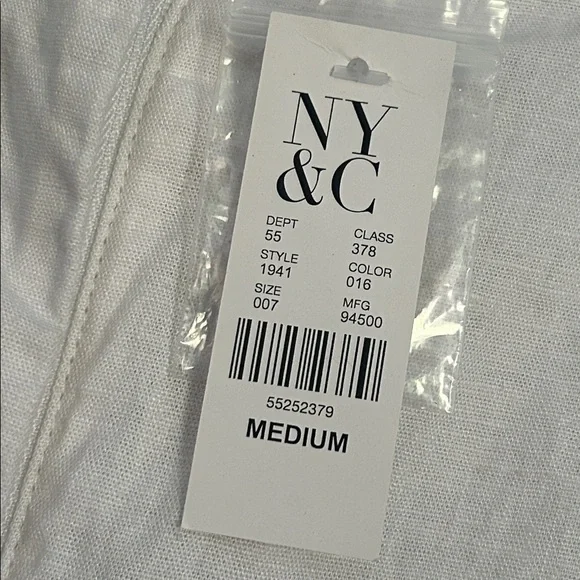 NY
&C
DEPT CLASS
55 378
STYLE COLOR
1941 016
SIZE MFG
007 94500
55252379
MEDIUM